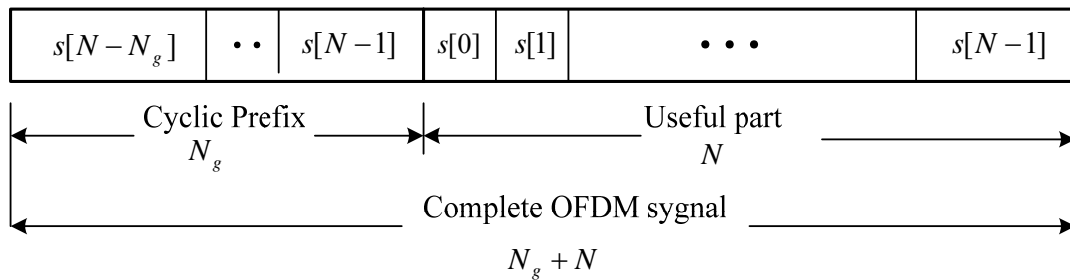 s[N − N_g] ·· s[N−1] s[0] s[1] ••• s[N−1]
Cyclic Prefix Useful part
N_g N
Complete OFDM sygnal
N_g + N